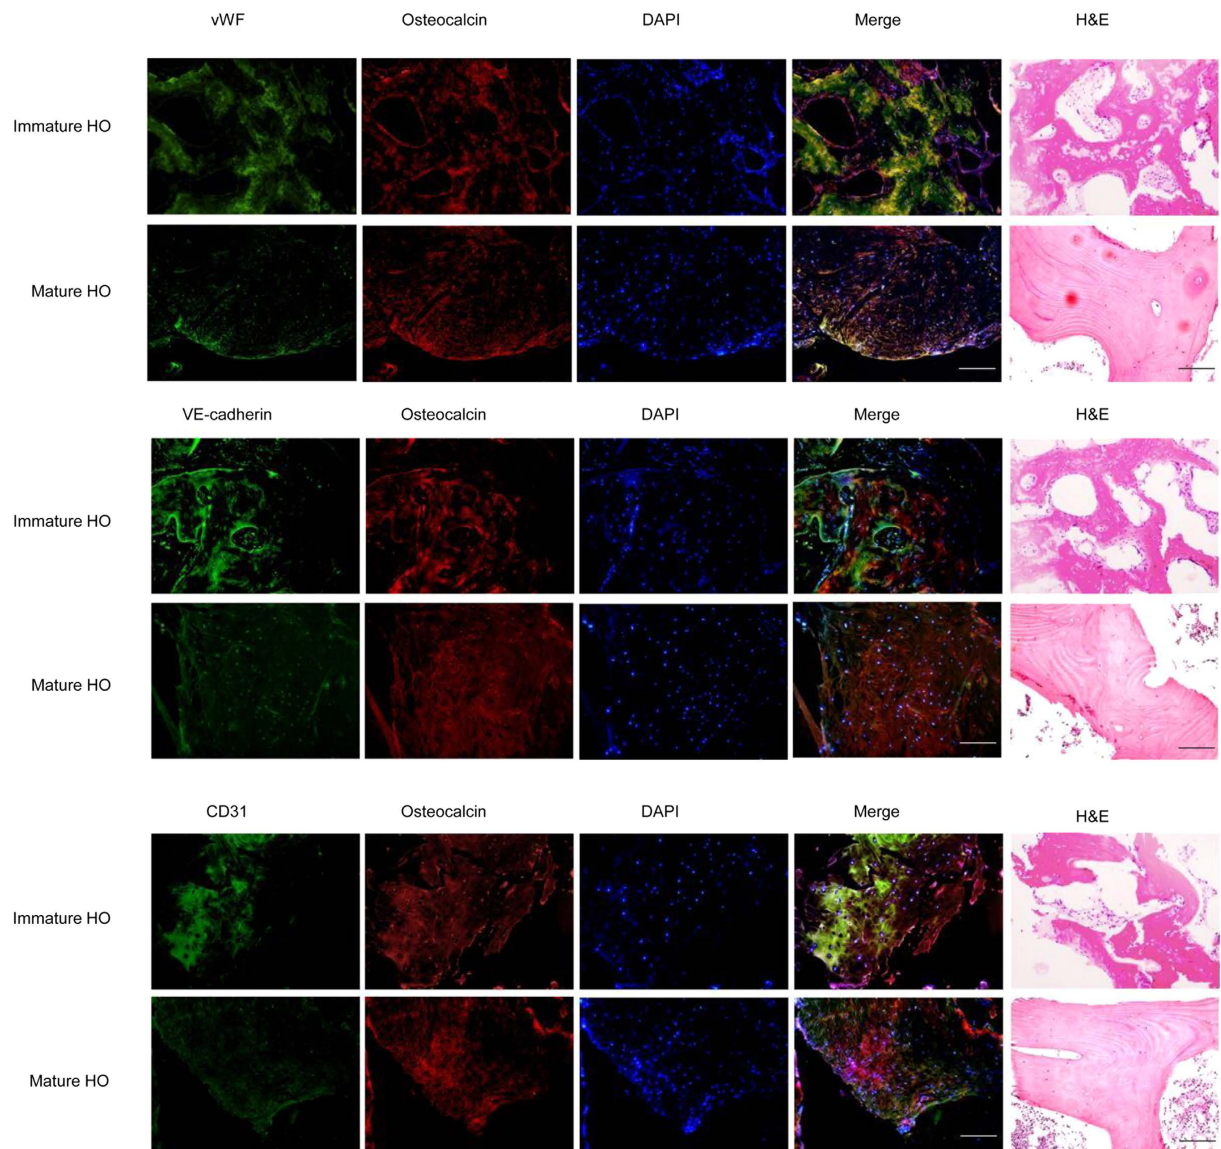 vWF Osteocalcin DAPI Merge H&E
Immature HO
Mature HO
VE-cadherin Osteocalcin DAPI Merge H&E
Immature HO
Mature HO
CD31 Osteocalcin DAPI Merge H&E
Immature HO
Mature HO